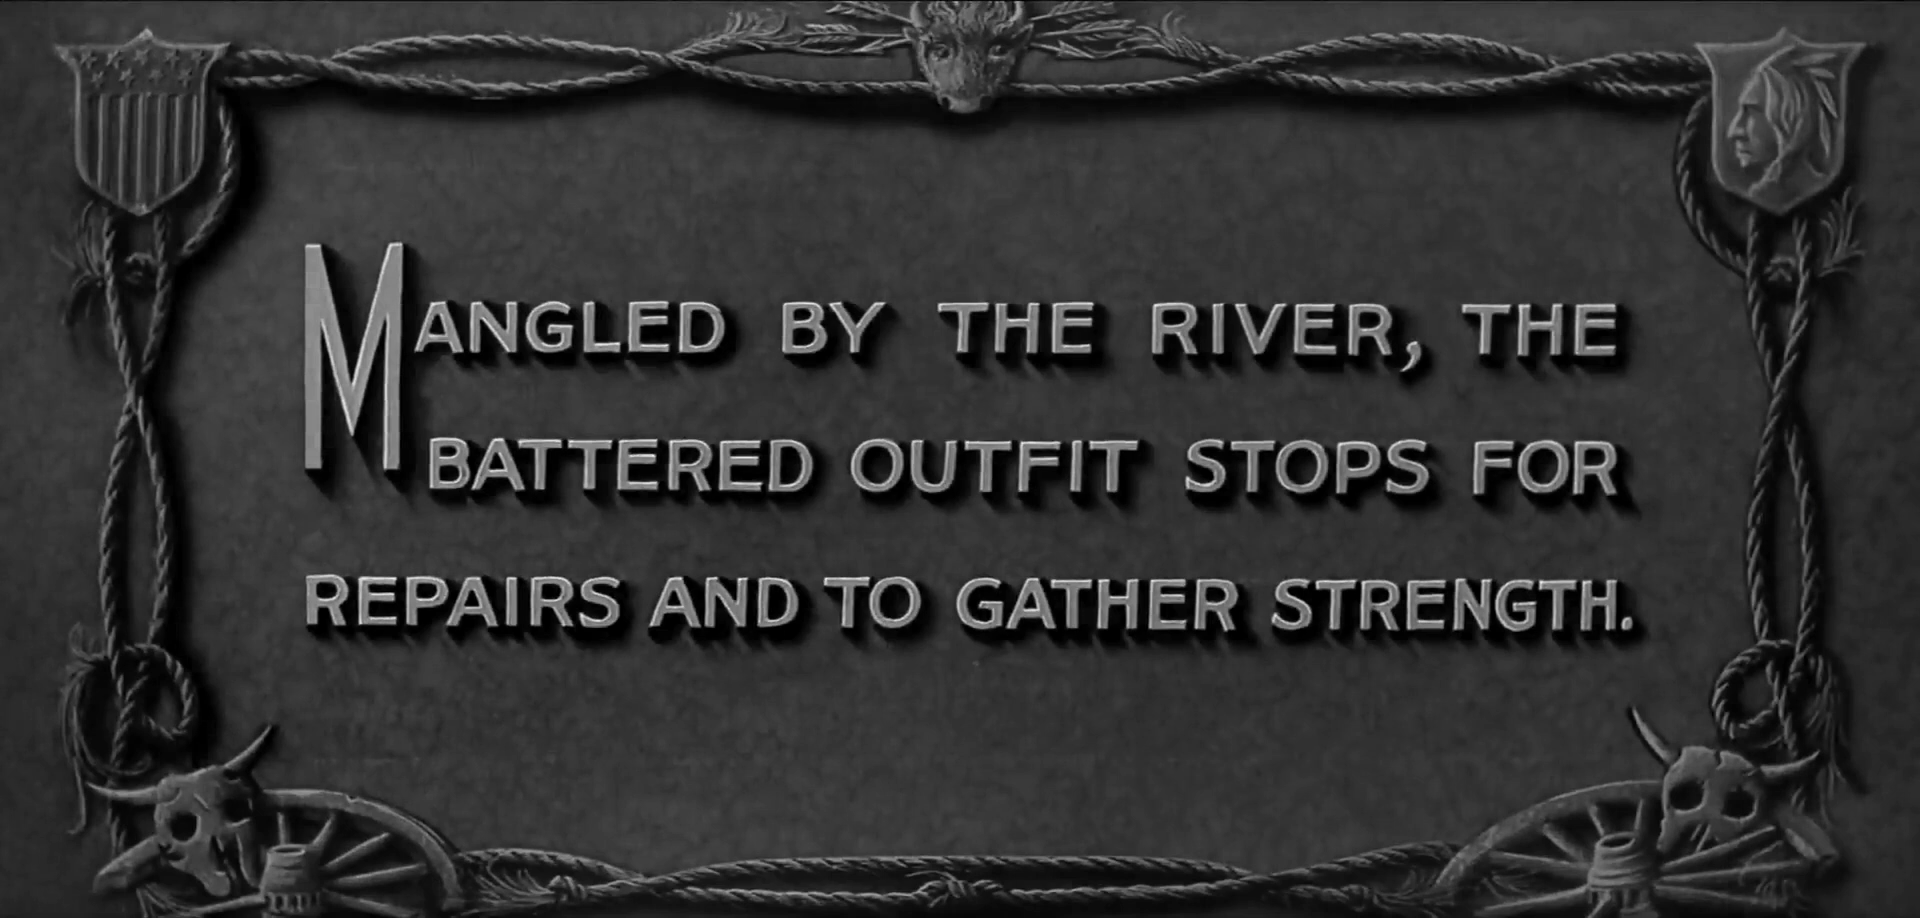 MANGLED BY THE RIVER, THE
BATTERED OUTFIT STOPS FOR
REPAIRS AND TO GATHER STRENGTH.